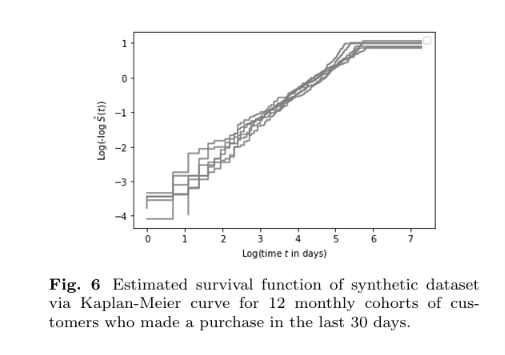 1
0
−1
−2
−3
−4
Log(-log Ŝ(t))
0 1 2 3 4 5 6 7
Log(time t in days)
Fig. 6 Estimated survival function of synthetic dataset
via Kaplan-Meier curve for 12 monthly cohorts of cus-
tomers who made a purchase in the last 30 days.